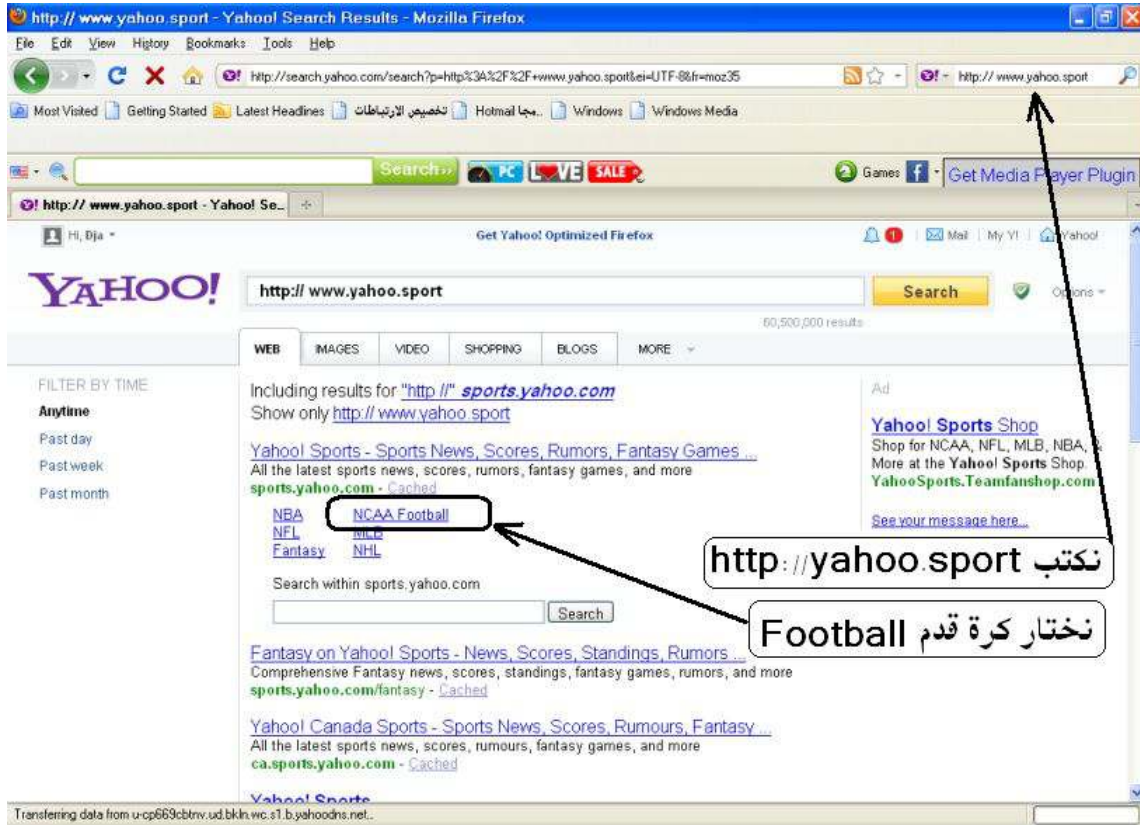 http:// www.yahoo.sport - Yahoo! Search Results - Mozilla Firefox
File Edit View History Bookmarks Tools Help
http://search.yahoo.com/search?p=http%3A%2F%2F+www.yahoo.sport&ei=UTF-8&fr=moz35
http:// www.yahoo.sport
Most Visited Getting Started Latest Headlines تخصيص الارتباطات Hotmail مجا.. Windows Windows Media
Search›› PC LOVE SALE Games Get Media Player Plugin
http:// www.yahoo.sport - Yahoo! Se...
Hi, Dja Get Yahoo! Optimized Firefox 1 Mail My Y! Yahoo!
YAHOO! http:// www.yahoo.sport Search Options
60,500,000 results
WEB IMAGES VIDEO SHOPPING BLOGS MORE
FILTER BY TIME
Anytime
Past day
Past week
Past month
Including results for "http //" sports.yahoo.com
Show only http:// www.yahoo.sport
Yahoo! Sports - Sports News, Scores, Rumors, Fantasy Games ...
All the latest sports news, scores, rumors, fantasy games, and more
sports.yahoo.com - Cached
NBA NCAA Football
NFL MLB
Fantasy NHL
Search within sports.yahoo.com
Search
Fantasy on Yahoo! Sports - News, Scores, Standings, Rumors ...
Comprehensive Fantasy news, scores, standings, fantasy games, rumors, and more
sports.yahoo.com/fantasy - Cached
Yahoo! Canada Sports - Sports News, Scores, Rumours, Fantasy ...
All the latest sports news, scores, rumours, fantasy games, and more
ca.sports.yahoo.com - Cached
Yahoo! Sports
Ad
Yahoo! Sports Shop
Shop for NCAA, NFL, MLB, NBA, &
More at the Yahoo! Sports Shop.
YahooSports.Teamfanshop.com
See your message here...
نكتب http://yahoo.sport
نختار كرة قدم Football
Transferring data from u-cp669cbtnv.ud.bkln.wc.s1.b.yahoodns.net...